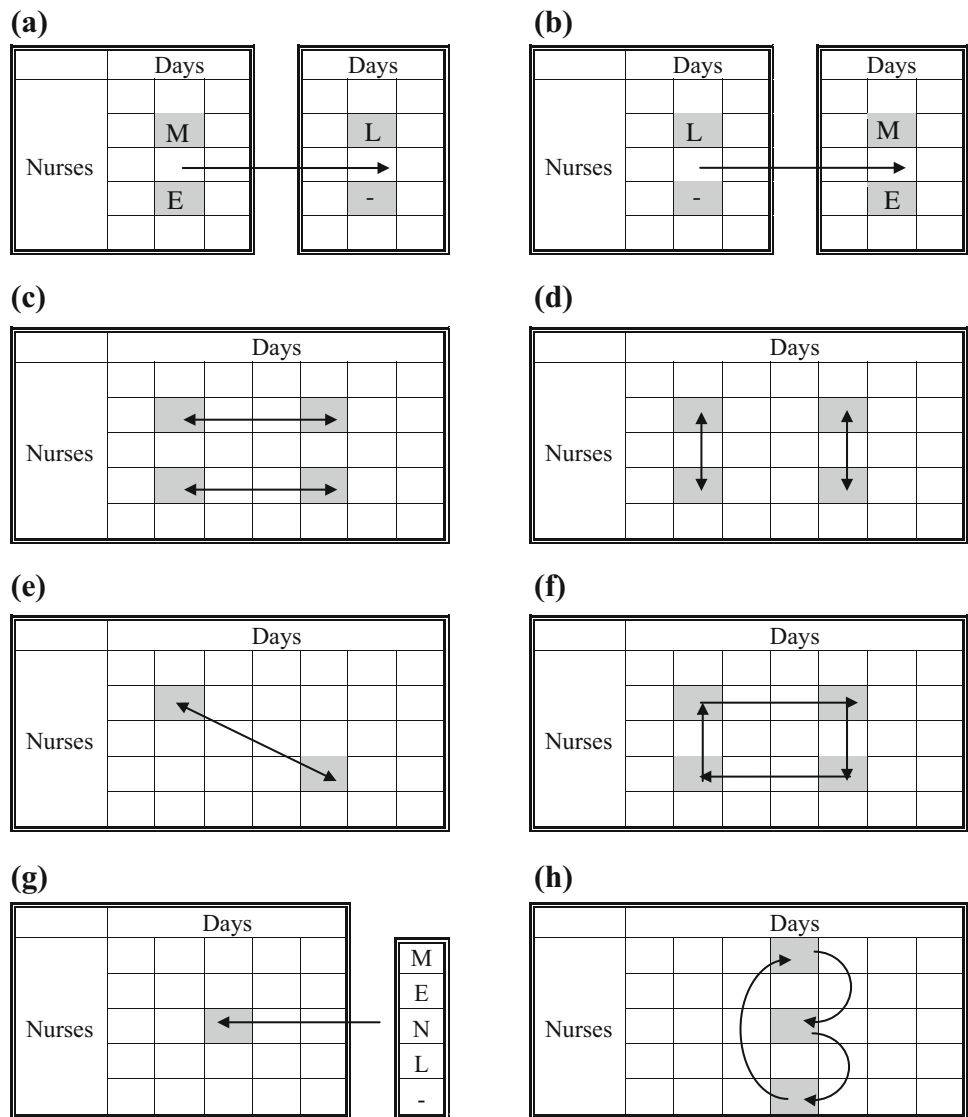 (a) (b)
Days Days Days Days
M L L M
Nurses Nurses
E - - E
(c) (d)
Days Days
Nurses Nurses
(e) (f)
Days Days
Nurses Nurses
(g) (h)
Days Days
M
E
Nurses N Nurses
L
-